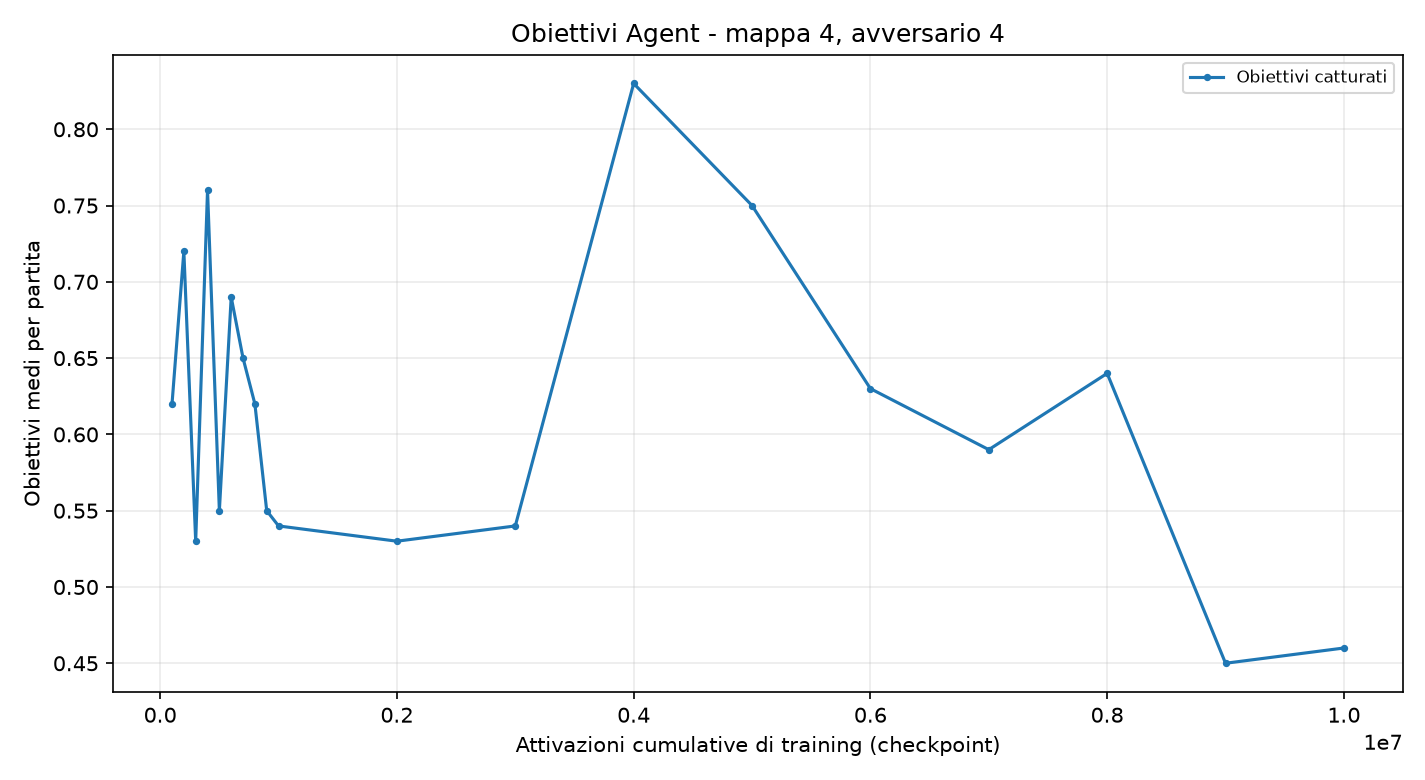 Obiettivi Agent - mappa 4, avversario 4
Obiettivi catturati
Obiettivi medi per partita
0.80
0.75
0.70
0.65
0.60
0.55
0.50
0.45
0.0 0.2 0.4 0.6 0.8 1.0
1e7
Attivazioni cumulative di training (checkpoint)